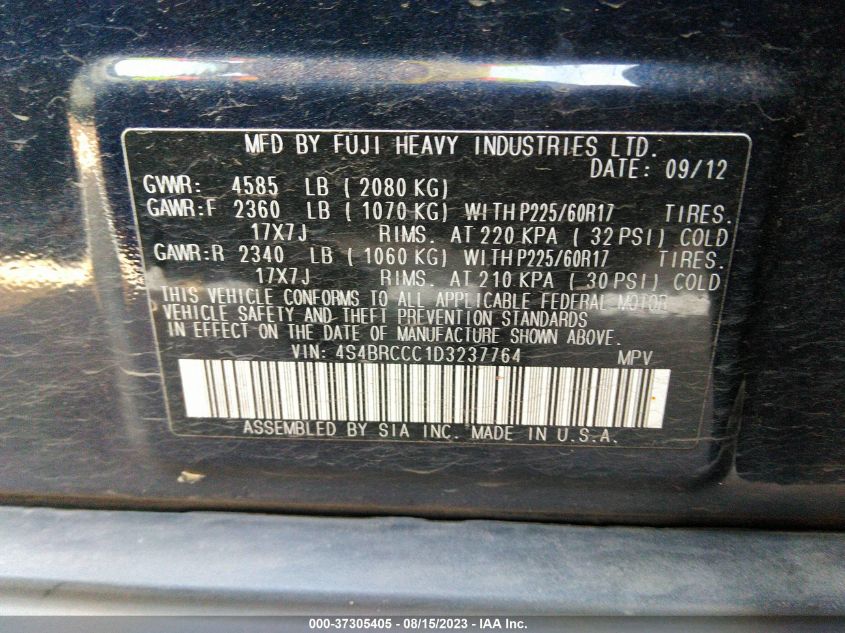 MFD BY FUJI HEAVY INDUSTRIES LTD.
DATE: 09/12
GVWR: 4585 LB ( 2080 KG)
GAWR:F 2360 LB ( 1070 KG) WITH P225/60R17 TIRES.
17X7J RIMS. AT 220 KPA ( 32 PSI) COLD
GAWR:R 2340 LB ( 1060 KG) WITH P225/60R17 TIRES.
17X7J RIMS. AT 210 KPA ( 30 PSI) COLD
THIS VEHICLE CONFORMS TO ALL APPLICABLE FEDERAL MOTOR
VEHICLE SAFETY AND THEFT PREVENTION STANDARDS
IN EFFECT ON THE DATE OF MANUFACTURE SHOWN ABOVE.
VIN: 4S4BRCCC1D3237764 MPV
ASSEMBLED BY SIA INC. MADE IN U.S.A.
000-37305405 - 08/15/2023 - IAA Inc.